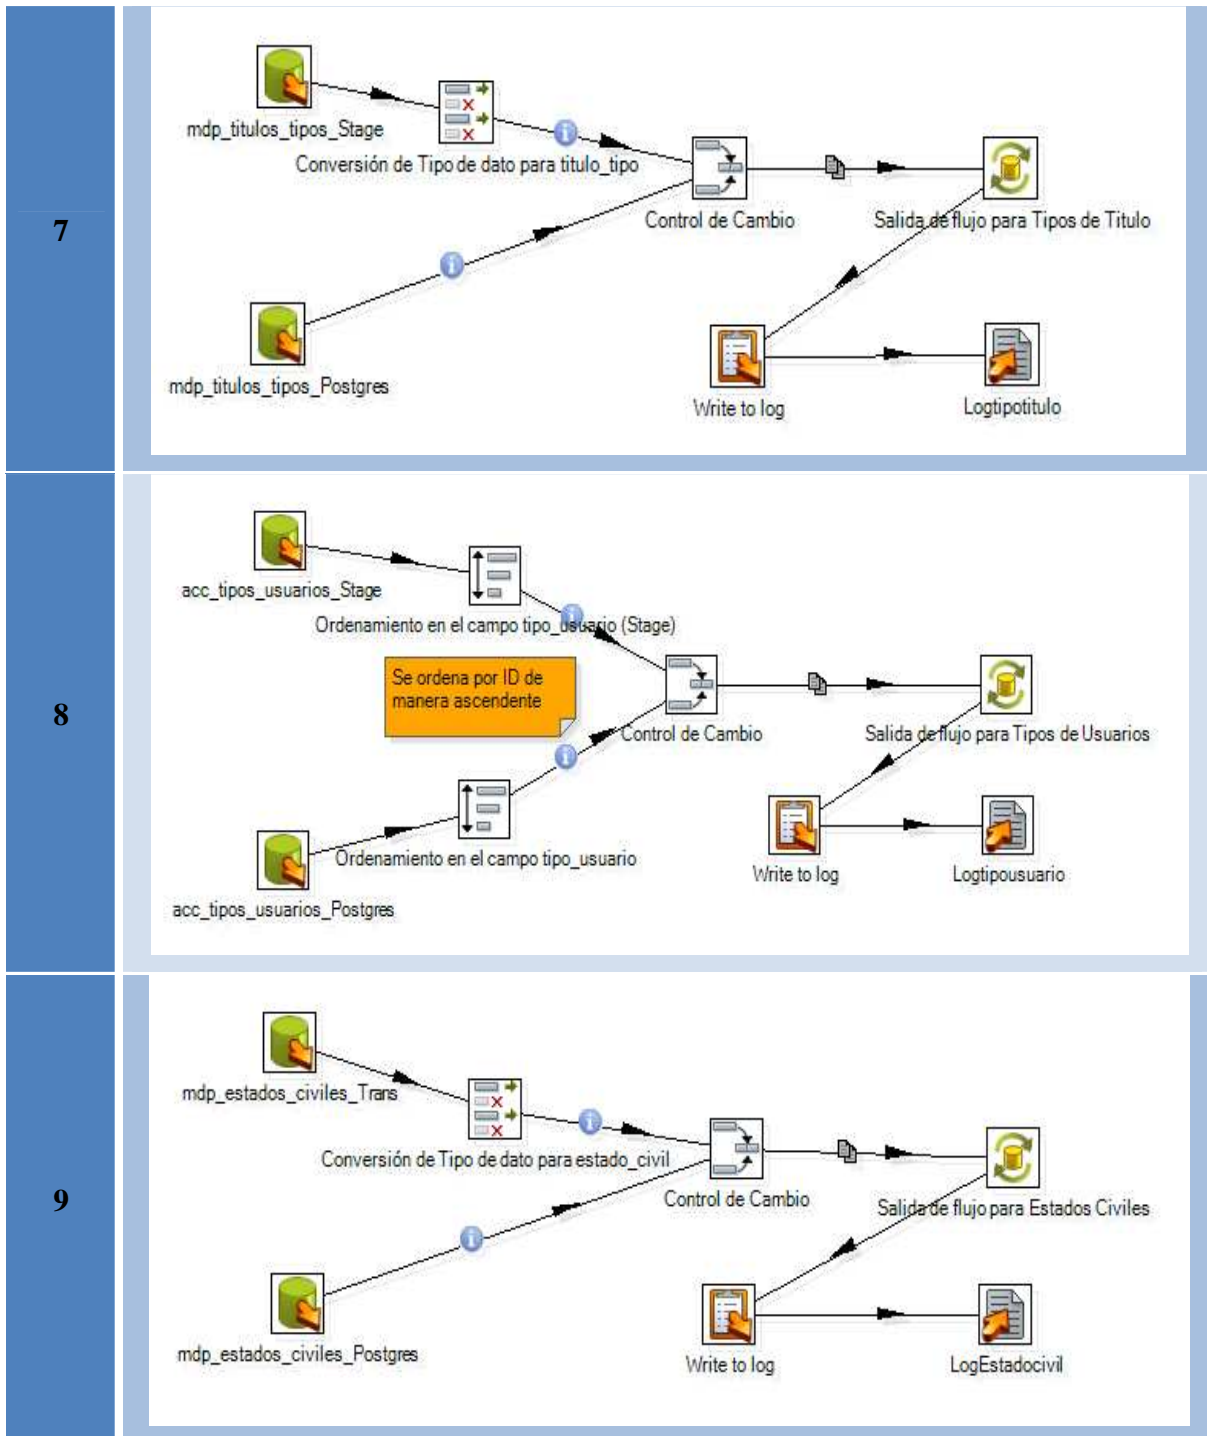 7
mdp_titulos_tipos_Stage
Conversión de Tipo de dato para titulo_tipo
Control de Cambio
Salida de flujo para Tipos de Titulo
mdp_titulos_tipos_Postgres
Write to log
Logtipotitulo
8
acc_tipos_usuarios_Stage
Ordenamiento en el campo tipo_usuario (Stage)
Se ordena por ID de
manera ascendente
Control de Cambio
Salida de flujo para Tipos de Usuarios
Ordenamiento en el campo tipo_usuario
acc_tipos_usuarios_Postgres
Write to log
Logtipousuario
9
mdp_estados_civiles_Trans
Conversión de Tipo de dato para estado_civil
Control de Cambio
Salida de flujo para Estados Civiles
mdp_estados_civiles_Postgres
Write to log
LogEstadocivil